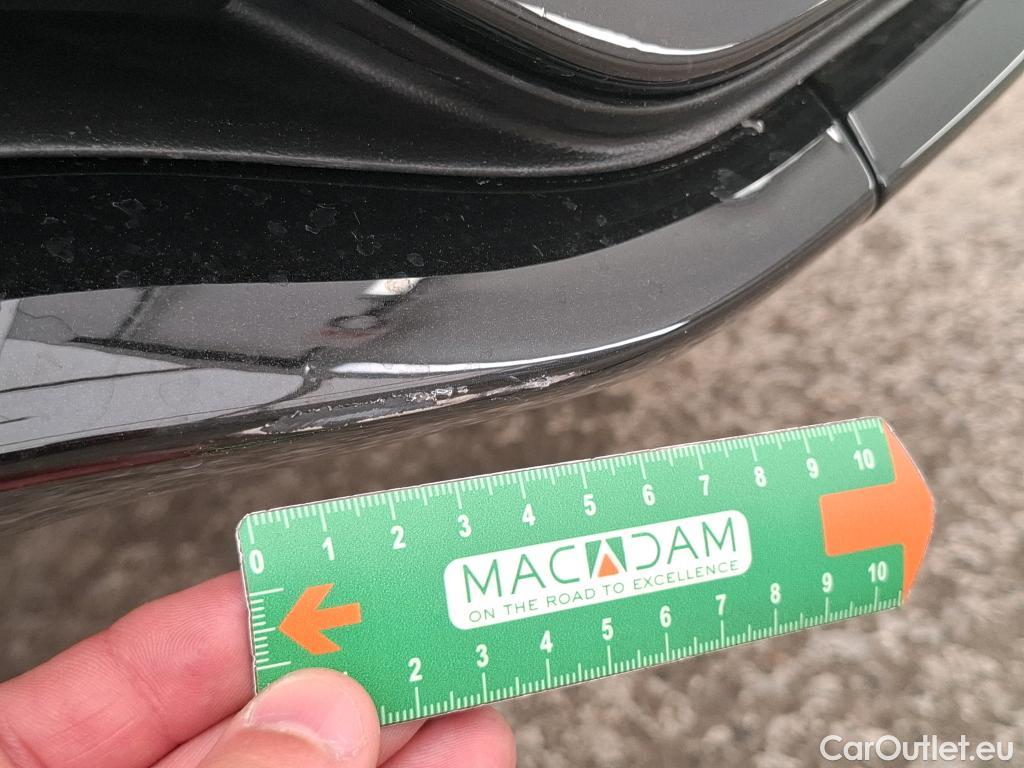 0 1 2 3 4 5 6 7 8 9 10
MACADAM
ON THE ROAD TO EXCELLENCE
2 3 4 5 6 7 8 9 10
CarOutlet.eu